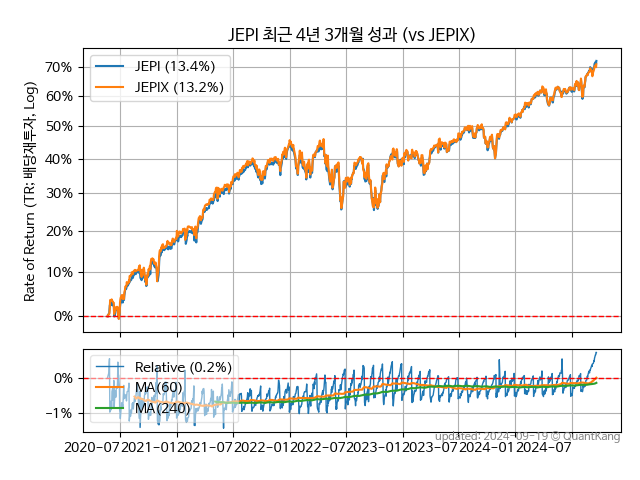 JEPI 최근 4년 3개월 성과 (vs JEPIX)
Rate of Return (TR: 배당재투자, Log)
70%
60%
50%
40%
30%
20%
10%
0%
JEPI (13.4%)
JEPIX (13.2%)
0%
−1%
Relative (0.2%)
MA(60)
MA(240)
2020-07
2021-01
2021-07
2022-01
2022-07
2023-01
2023-07
2024-01
2024-07
updated: 2024-09-19 © QuantKang